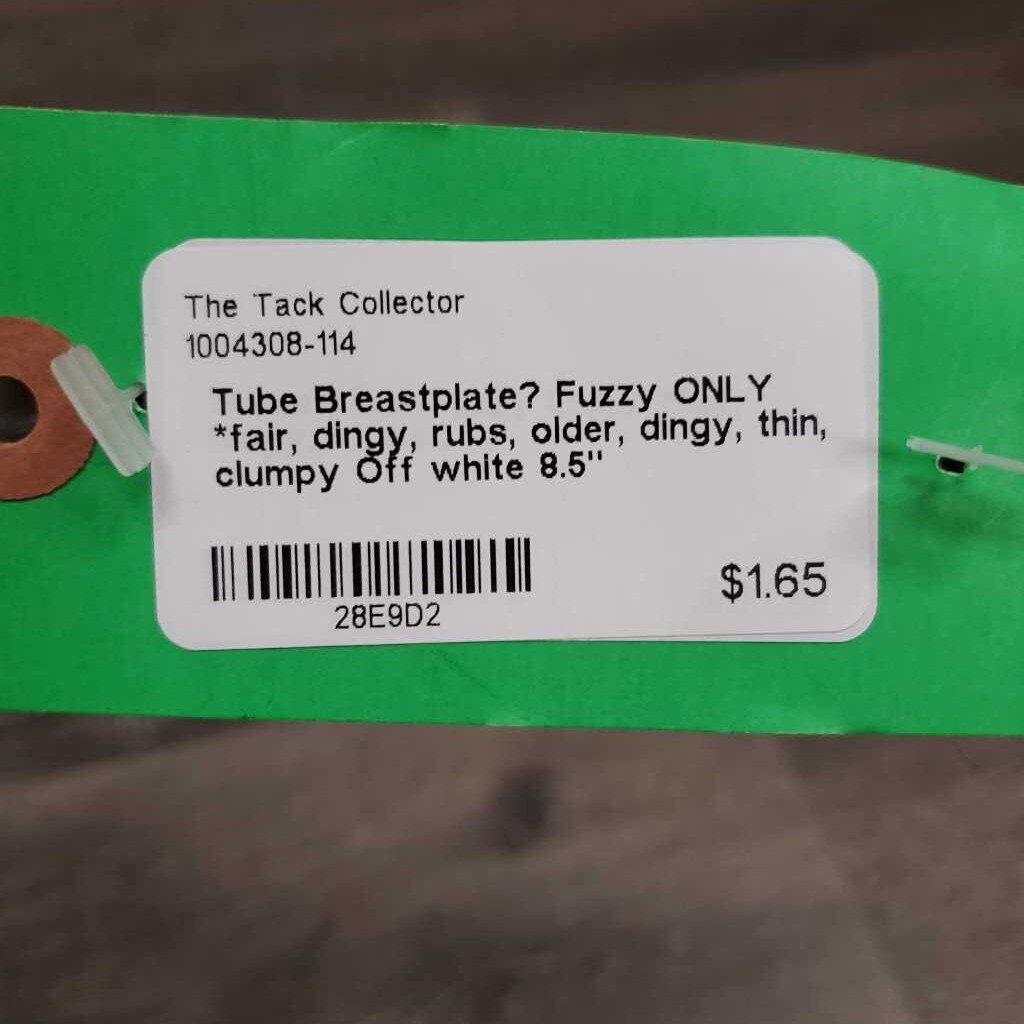 The Tack Collector
1004308-114
Tube Breastplate? Fuzzy ONLY
*fair, dingy, rubs, older, dingy, thin,
clumpy Off white 8.5"
28E9D2
$1.65